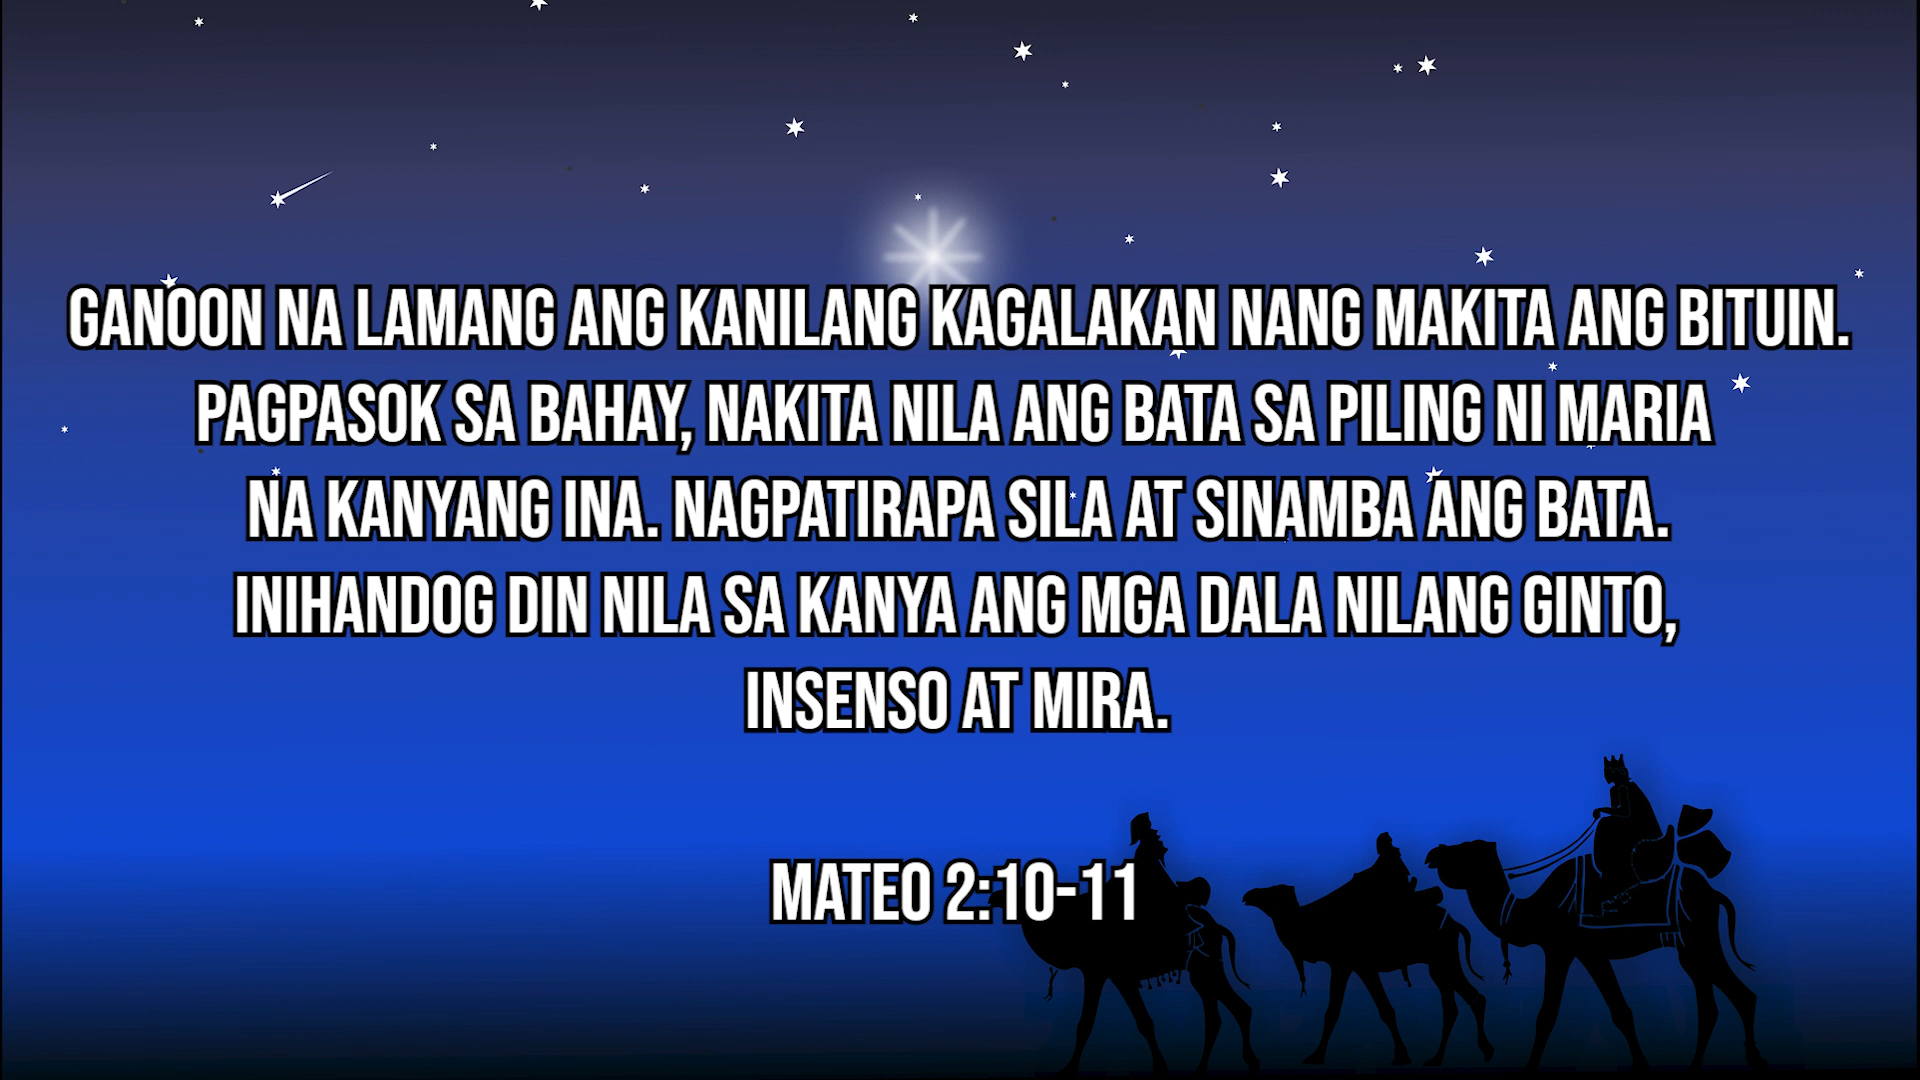 GANOON NA LAMANG ANG KANILANG KAGALAKAN NANG MAKITA ANG BITUIN.
PAGPASOK SA BAHAY, NAKITA NILA ANG BATA SA PILING NI MARIA
NA KANYANG INA. NAGPATIRAPA SILA AT SINAMBA ANG BATA.
INIHANDOG DIN NILA SA KANYA ANG MGA DALA NILANG GINTO,
INSENSO AT MIRA.
MATEO 2:10-11